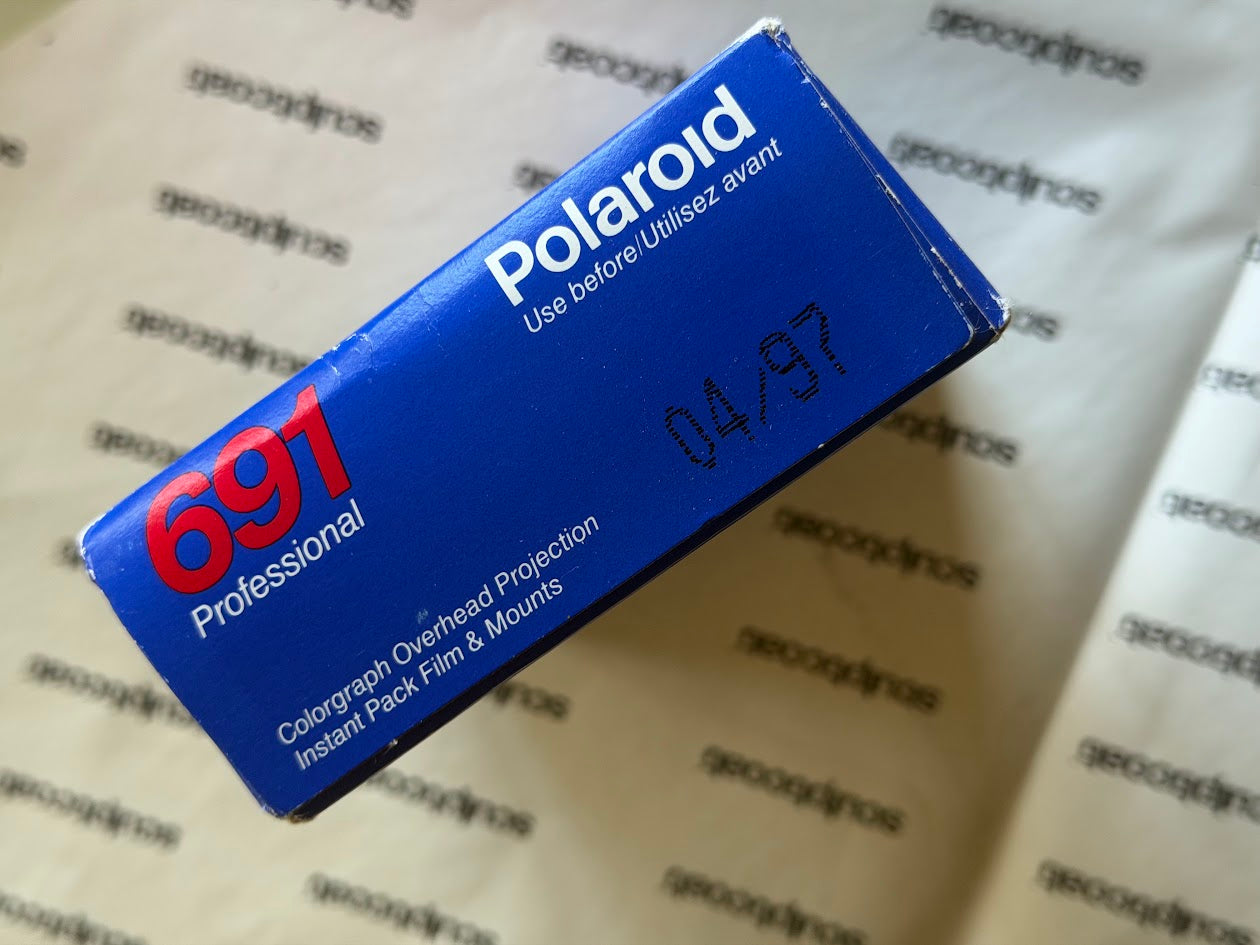 Polaroid
Use before/Utilisez avant
04/97
691
Professional
Colorgraph Overhead Projection
Instant Pack Film & Mounts